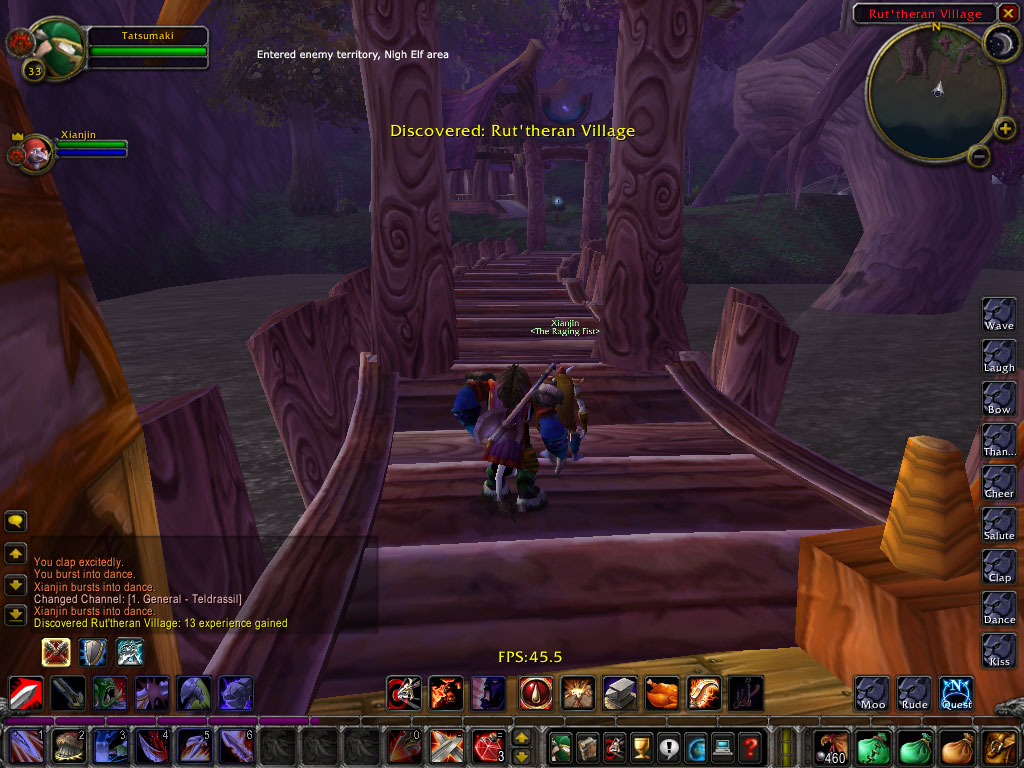 Rut'theran Village
N
Tatsumaki
33
Entered enemy territory, Nigh Elf area
Xianjin
Discovered: Rut'theran Village
Xianjin
<The Raging Fist>
Wave
Laugh
Bow
Than...
Cheer
Salute
Clap
Dance
Kiss
You clap excitedly.
You burst into dance.
Xianjin bursts into dance.
Changed Channel: [1. General - Teldrassil]
Xianjin bursts into dance.
Discovered Rut'theran Village: 13 experience gained
FPS:45.5
Moo
Rude
N
Quest
1 2 3 4 5 6 0 - =
3
460